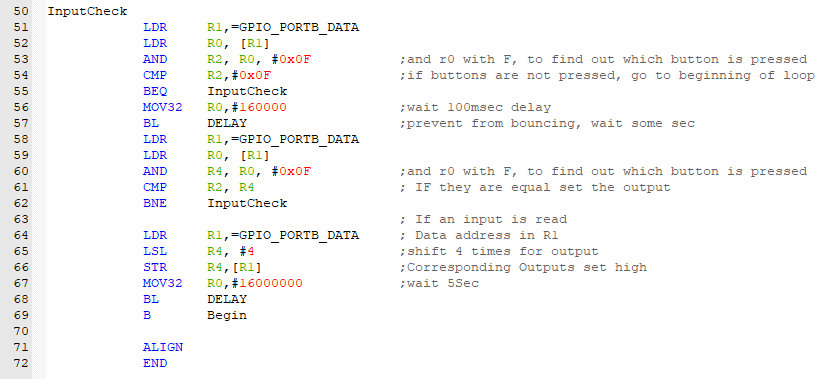 50 InputCheck
51 LDR R1,=GPIO_PORTB_DATA
52 LDR R0, [R1]
53 AND R2, R0, #0x0F ;and r0 with F, to find out which button is pressed
54 CMP R2,#0x0F ;if buttons are not pressed, go to beginning of loop
55 BEQ InputCheck
56 MOV32 R0,#160000 ;wait 100msec delay
57 BL DELAY ;prevent from bouncing, wait some sec
58 LDR R1,=GPIO_PORTB_DATA
59 LDR R0, [R1]
60 AND R4, R0, #0x0F ;and r0 with F, to find out which button is pressed
61 CMP R2, R4 ; IF they are equal set the output
62 BNE InputCheck
63 ; If an input is read
64 LDR R1,=GPIO_PORTB_DATA ; Data address in R1
65 LSL R4, #4 ;shift 4 times for output
66 STR R4,[R1] ;Corresponding Outputs set high
67 MOV32 R0,#16000000 ;wait 5Sec
68 BL DELAY
69 B Begin
70
71 ALIGN
72 END